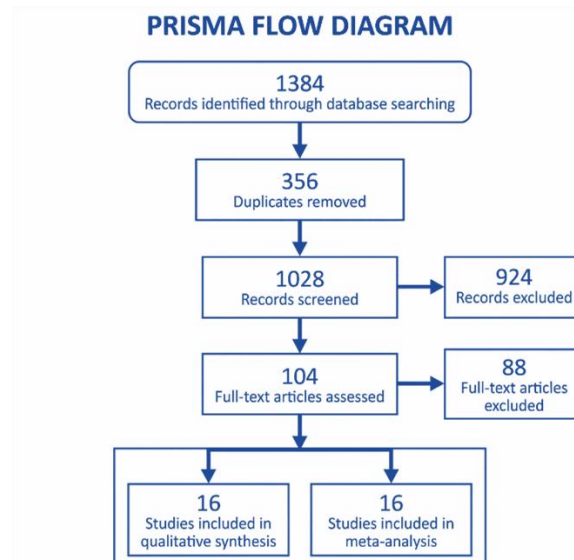 PRISMA FLOW DIAGRAM
1384
Records identified through database searching
356
Duplicates removed
1028
Records screened
924
Records excluded
104
Full-text articles assessed
88
Full-text articles
excluded
16
Studies included in
qualitative synthesis
16
Studies included in
meta-analysis